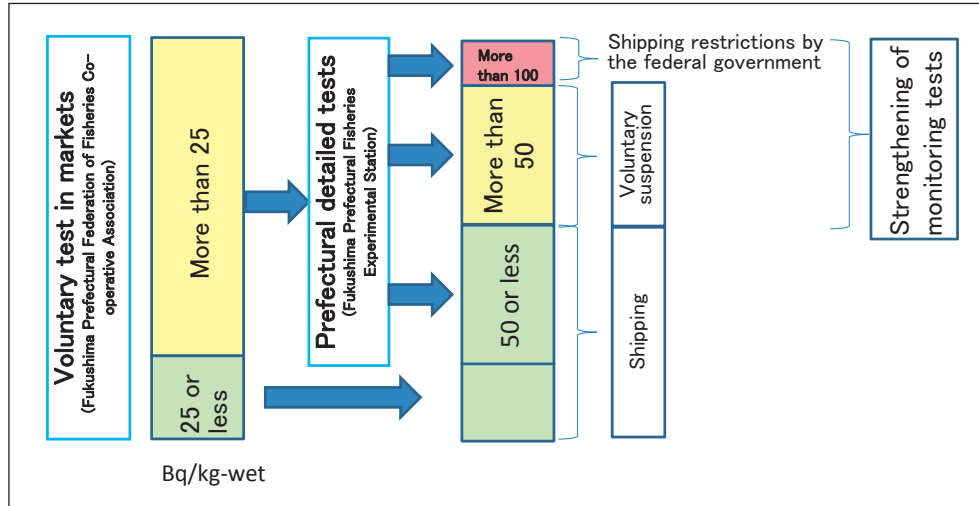 Voluntary test in markets
(Fukushima Prefectural Federation of Fisheries Co-
operative Association)
More than 25
25 or
less
Bq/kg-wet
Prefectural detailed tests
(Fukushima Prefectural Fisheries
Experimental Station)
More
than 100
More than
50
50 or less
Shipping restrictions by
the federal government
Voluntary
suspension
Shipping
Strengthening of
monitoring tests